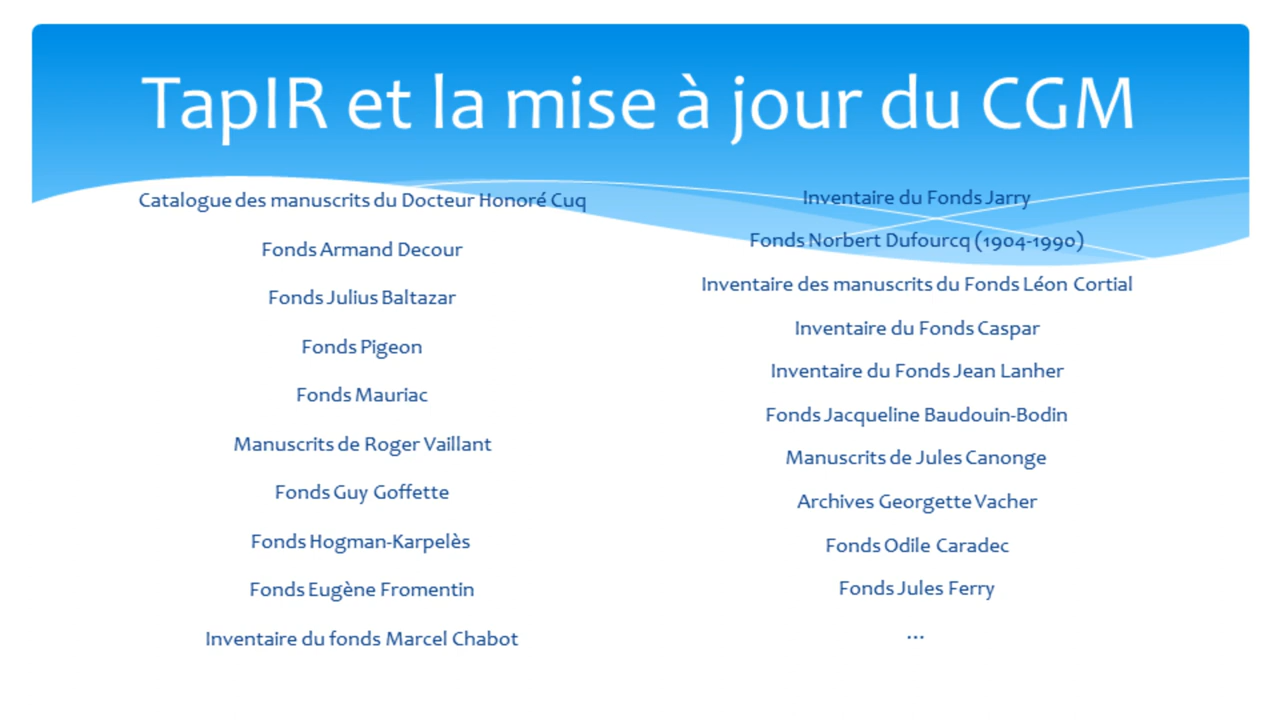 TapIR et la mise à jour du CGM
Catalogue des manuscrits du Docteur Honoré Cuq
Fonds Armand Decour
Fonds Julius Baltazar
Fonds Pigeon
Fonds Mauriac
Manuscrits de Roger Vaillant
Fonds Guy Goffette
Fonds Hogman-Karpelès
Fonds Eugène Fromentin
Inventaire du fonds Marcel Chabot
Inventaire du Fonds Jarry
Fonds Norbert Dufourcq (1904-1990)
Inventaire des manuscrits du Fonds Léon Cortial
Inventaire du Fonds Caspar
Inventaire du Fonds Jean Lanher
Fonds Jacqueline Baudouin-Bodin
Manuscrits de Jules Canonge
Archives Georgette Vacher
Fonds Odile Caradec
Fonds Jules Ferry
…